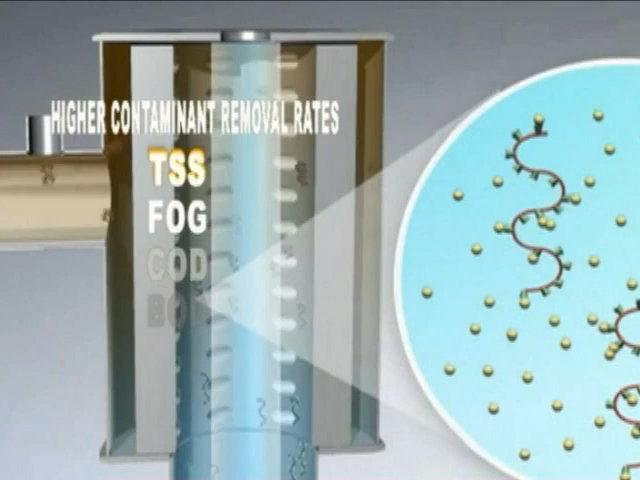 HIGHER CONTAMINANT REMOVAL RATES
TSS
FOG
COD